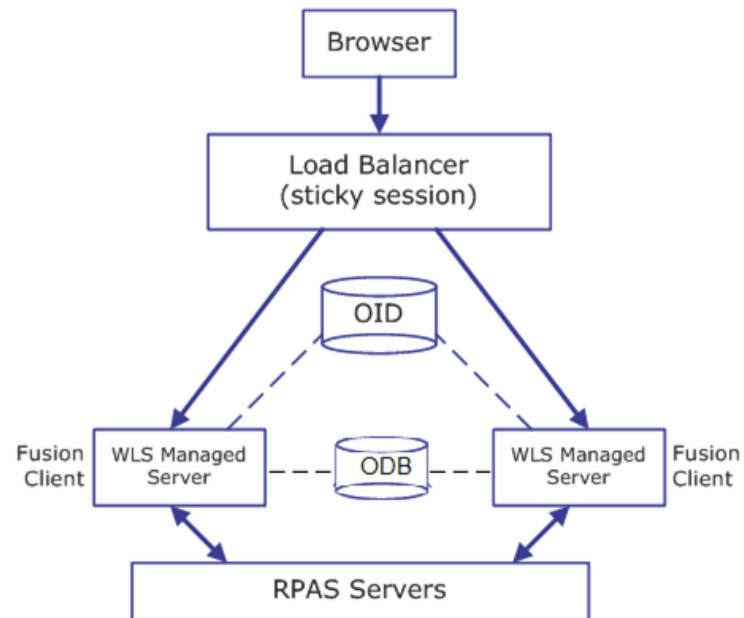 Browser
Load Balancer
(sticky session)
OID
Fusion
Client
WLS Managed
Server
ODB
WLS Managed
Server
Fusion
Client
RPAS Servers